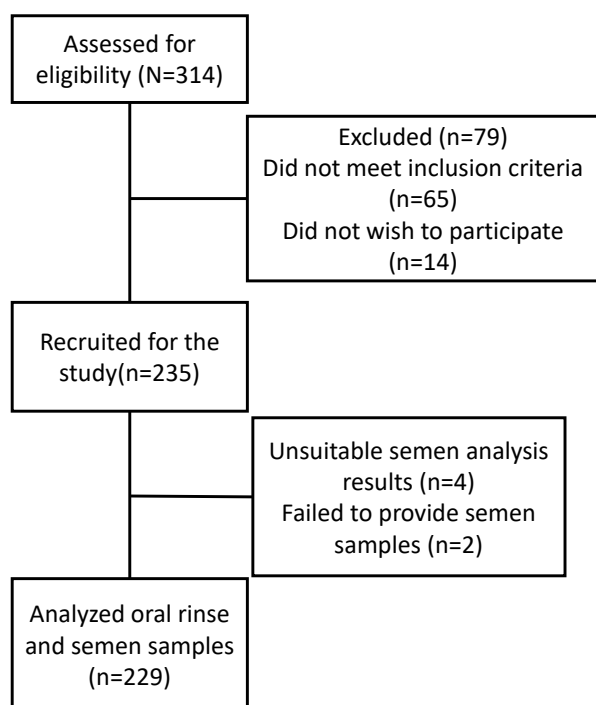 Assessed for
eligibility (N=314)
Excluded (n=79)
Did not meet inclusion criteria
(n=65)
Did not wish to participate
(n=14)
Recruited for the
study(n=235)
Unsuitable semen analysis
results (n=4)
Failed to provide semen
samples (n=2)
Analyzed oral rinse
and semen samples
(n=229)